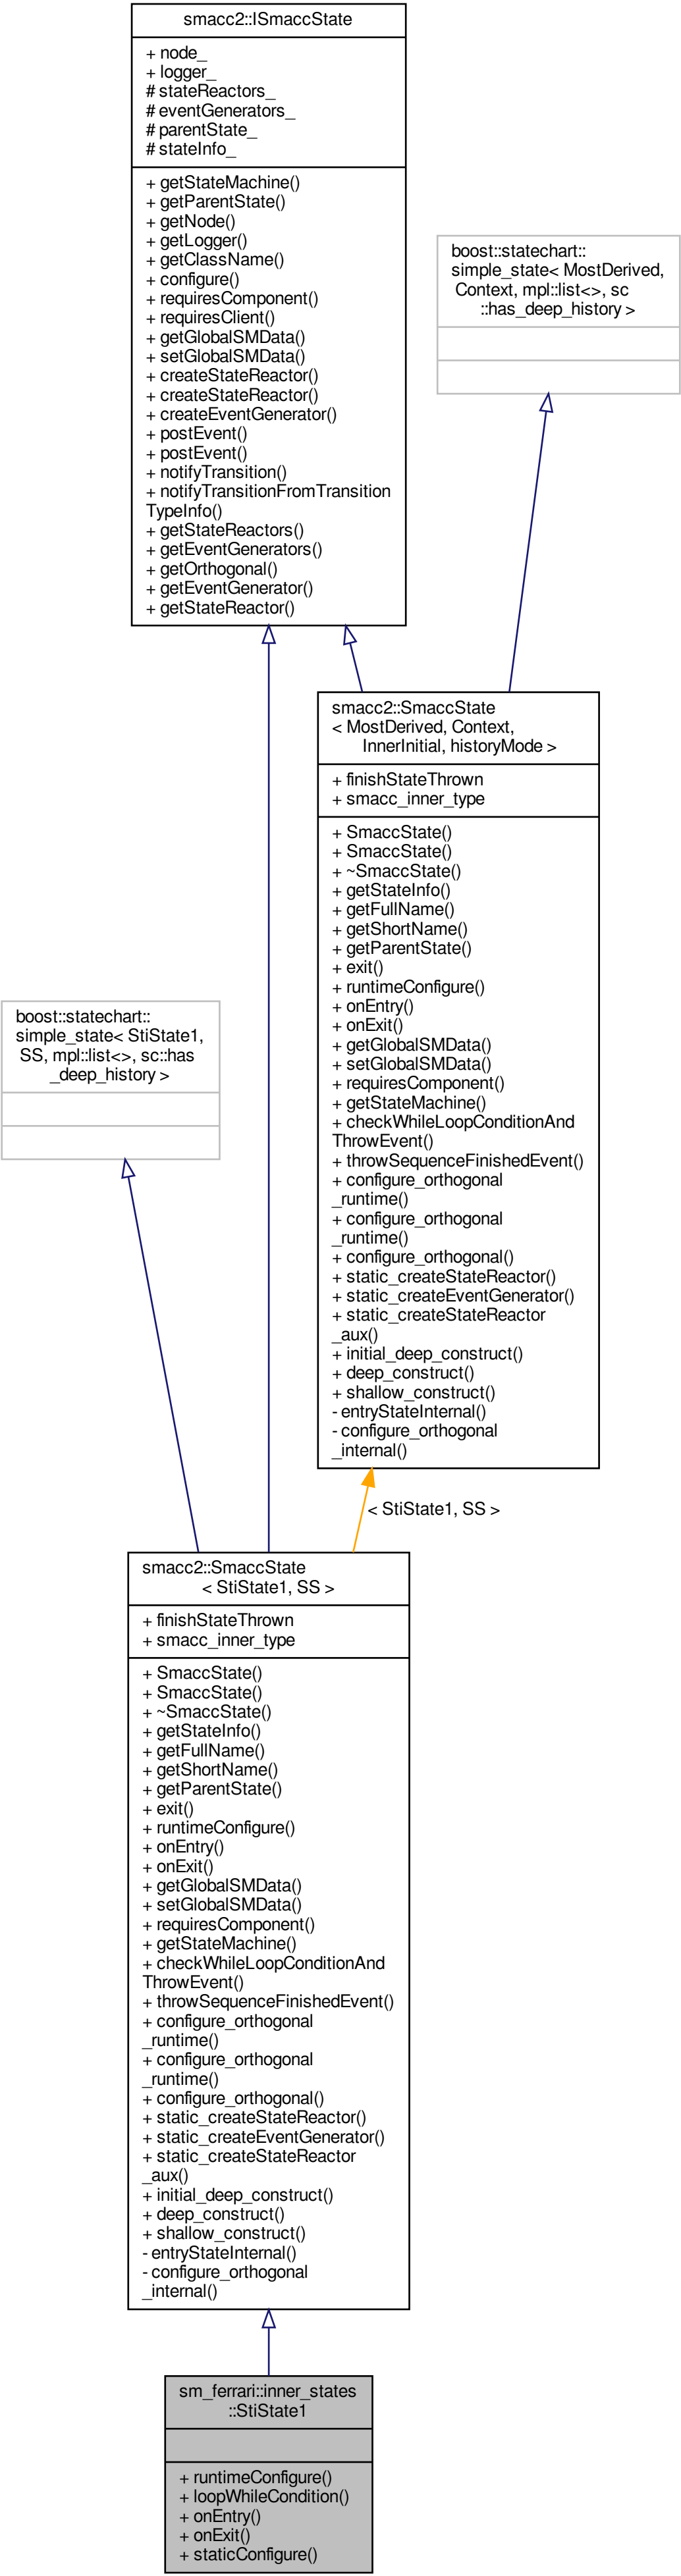 smacc2::ISmaccState
+ node_
+ logger_
# stateReactors_
# eventGenerators_
# parentState_
# stateInfo_
+ getStateMachine()
+ getParentState()
+ getNode()
+ getLogger()
+ getClassName()
+ configure()
+ requiresComponent()
+ requiresClient()
+ getGlobalSMData()
+ setGlobalSMData()
+ createStateReactor()
+ createStateReactor()
+ createEventGenerator()
+ postEvent()
+ postEvent()
+ notifyTransition()
+ notifyTransitionFromTransition
TypeInfo()
+ getStateReactors()
+ getEventGenerators()
+ getOrthogonal()
+ getEventGenerator()
+ getStateReactor()
boost::statechart::
simple_state< MostDerived,
Context, mpl::list<>, sc
::has_deep_history >
smacc2::SmaccState
< MostDerived, Context,
InnerInitial, historyMode >
+ finishStateThrown
+ smacc_inner_type
+ SmaccState()
+ SmaccState()
+ ~SmaccState()
+ getStateInfo()
+ getFullName()
+ getShortName()
+ getParentState()
+ exit()
+ runtimeConfigure()
+ onEntry()
+ onExit()
+ getGlobalSMData()
+ setGlobalSMData()
+ requiresComponent()
+ getStateMachine()
+ checkWhileLoopConditionAnd
ThrowEvent()
+ throwSequenceFinishedEvent()
+ configure_orthogonal
_runtime()
+ configure_orthogonal
_runtime()
+ configure_orthogonal()
+ static_createStateReactor()
+ static_createEventGenerator()
+ static_createStateReactor
_aux()
+ initial_deep_construct()
+ deep_construct()
+ shallow_construct()
- entryStateInternal()
- configure_orthogonal
_internal()
boost::statechart::
simple_state< StiState1,
SS, mpl::list<>, sc::has
_deep_history >
< StiState1, SS >
smacc2::SmaccState
< StiState1, SS >
+ finishStateThrown
+ smacc_inner_type
+ SmaccState()
+ SmaccState()
+ ~SmaccState()
+ getStateInfo()
+ getFullName()
+ getShortName()
+ getParentState()
+ exit()
+ runtimeConfigure()
+ onEntry()
+ onExit()
+ getGlobalSMData()
+ setGlobalSMData()
+ requiresComponent()
+ getStateMachine()
+ checkWhileLoopConditionAnd
ThrowEvent()
+ throwSequenceFinishedEvent()
+ configure_orthogonal
_runtime()
+ configure_orthogonal
_runtime()
+ configure_orthogonal()
+ static_createStateReactor()
+ static_createEventGenerator()
+ static_createStateReactor
_aux()
+ initial_deep_construct()
+ deep_construct()
+ shallow_construct()
- entryStateInternal()
- configure_orthogonal
_internal()
sm_ferrari::inner_states
::StiState1
+ runtimeConfigure()
+ loopWhileCondition()
+ onEntry()
+ onExit()
+ staticConfigure()